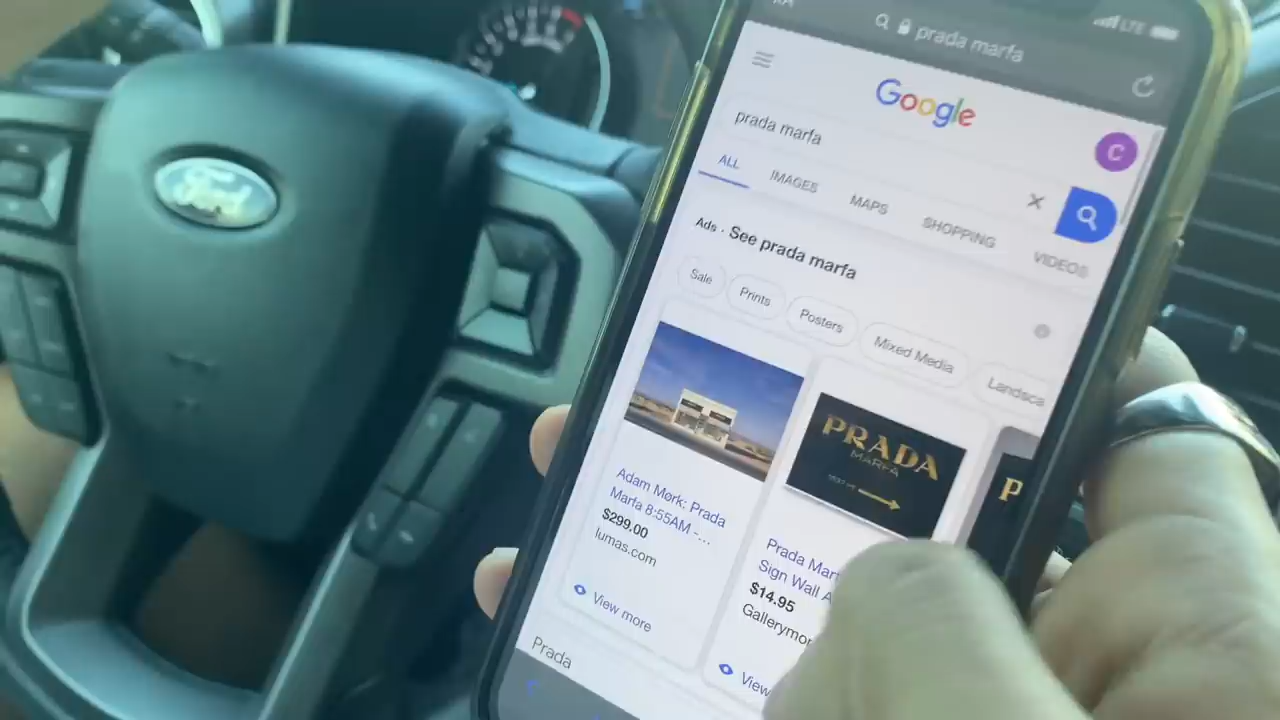 LTE
prada marfa
Google
prada marfa
C
ALL
IMAGES
MAPS
SHOPPING
VIDEOS
Ads · See prada marfa
Sale
Prints
Posters
Mixed Media
Landsca
PRADA
MARFA
P
Adam Mørk: Prada
Marfa 8:55AM -...
$299.00
lumas.com
View more
Prada Mar
Sign Wall A
$14.95
Gallerymo
View
Prada
Ford